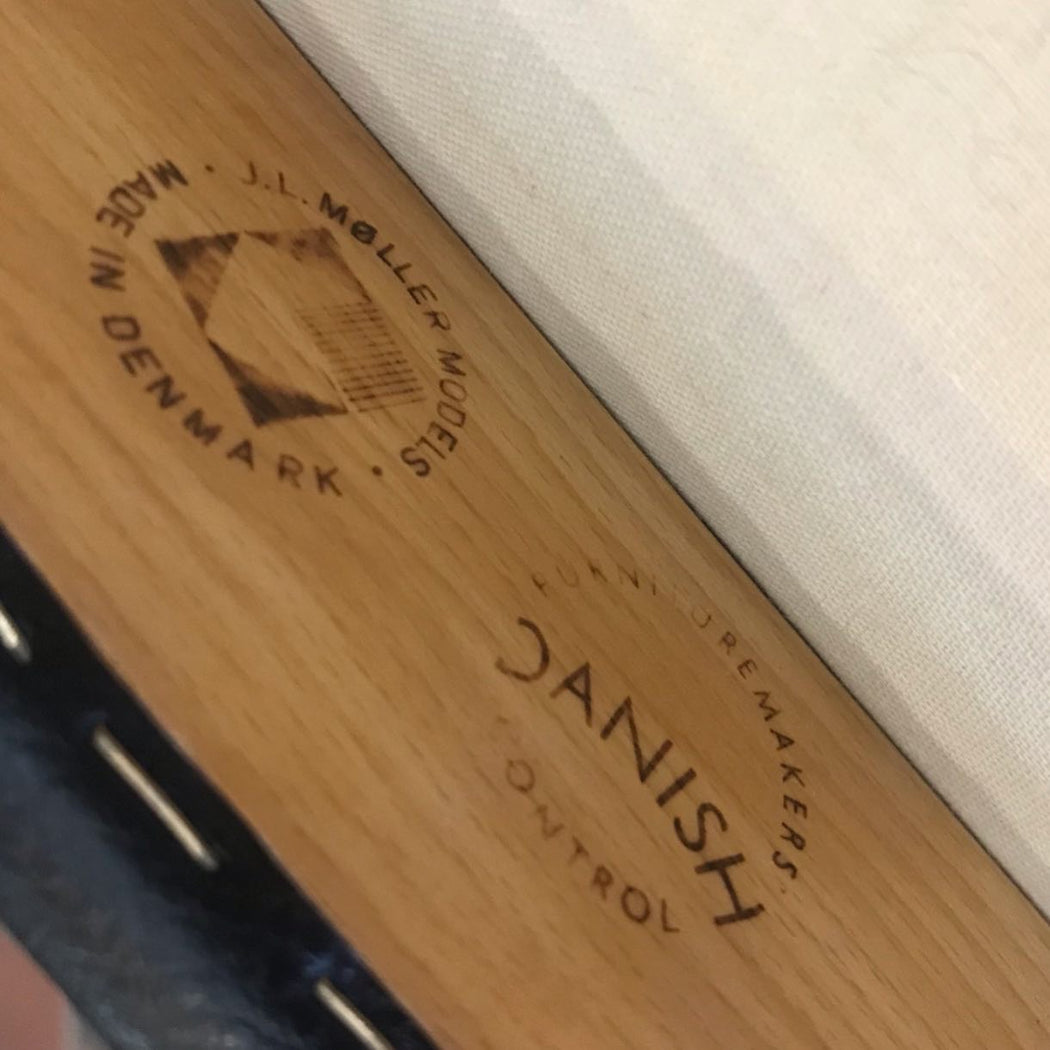 J.L. MØLLER MODELS · MADE IN DENMARK ·
FURNITUREMAKERS
DANISH
CONTROL